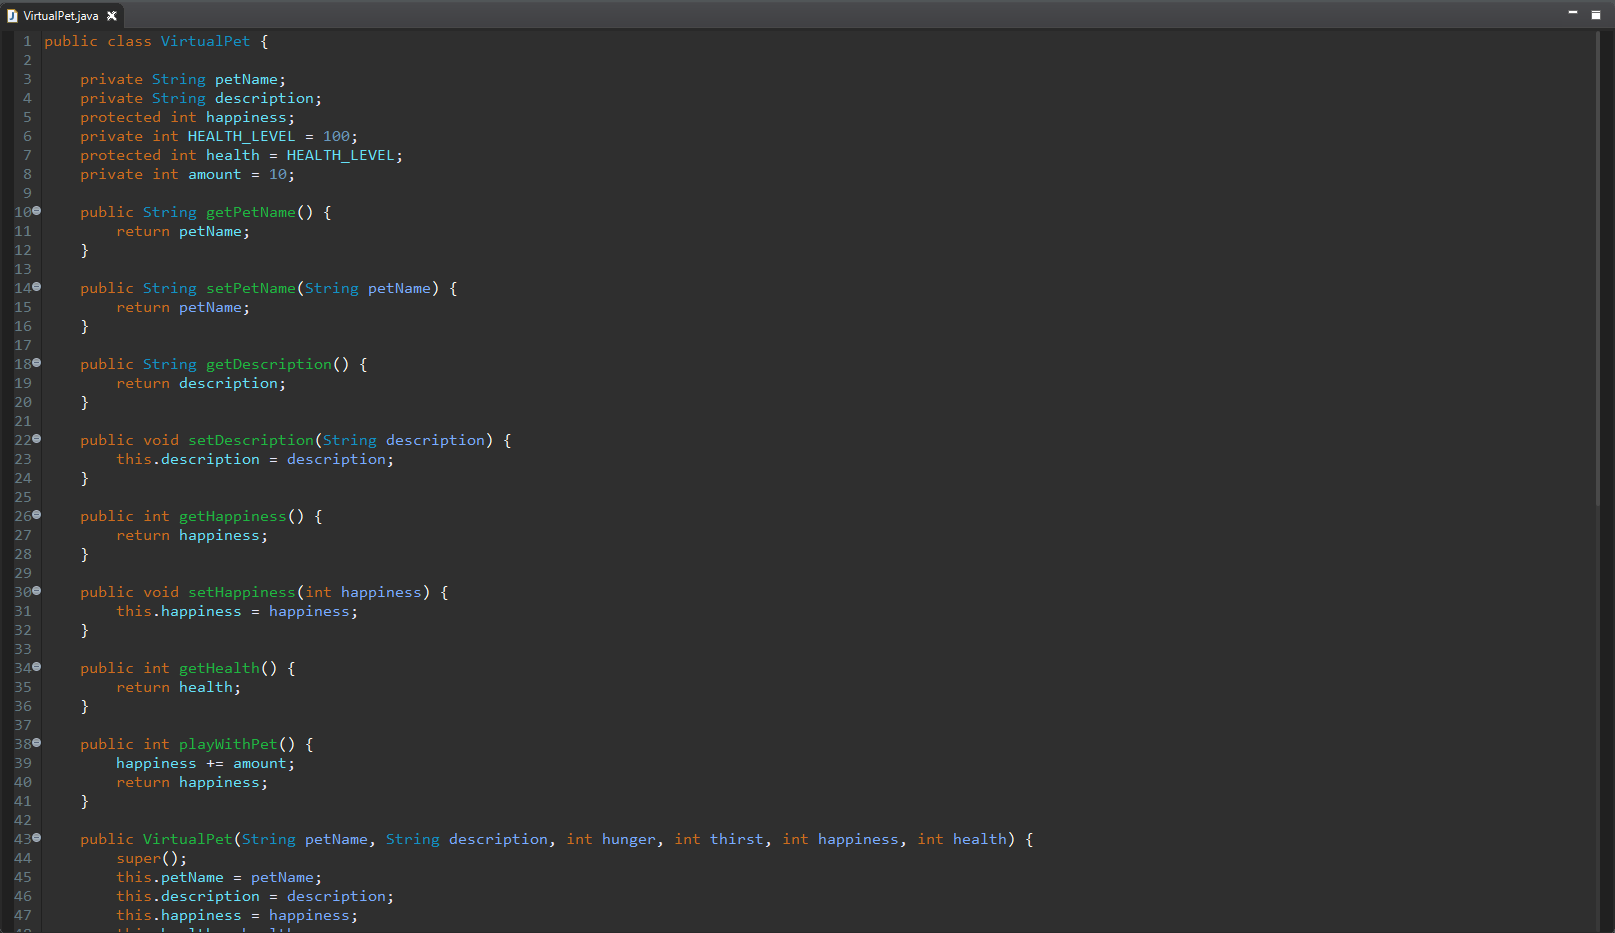 VirtualPet.java
1 public class VirtualPet {
2
3     private String petName;
4     private String description;
5     protected int happiness;
6     private int HEALTH_LEVEL = 100;
7     protected int health = HEALTH_LEVEL;
8     private int amount = 10;
9
10     public String getPetName() {
11         return petName;
12     }
13
14     public String setPetName(String petName) {
15         return petName;
16     }
17
18     public String getDescription() {
19         return description;
20     }
21
22     public void setDescription(String description) {
23         this.description = description;
24     }
25
26     public int getHappiness() {
27         return happiness;
28     }
29
30     public void setHappiness(int happiness) {
31         this.happiness = happiness;
32     }
33
34     public int getHealth() {
35         return health;
36     }
37
38     public int playWithPet() {
39         happiness += amount;
40         return happiness;
41     }
42
43     public VirtualPet(String petName, String description, int hunger, int thirst, int happiness, int health) {
44         super();
45         this.petName = petName;
46         this.description = description;
47         this.happiness = happiness;